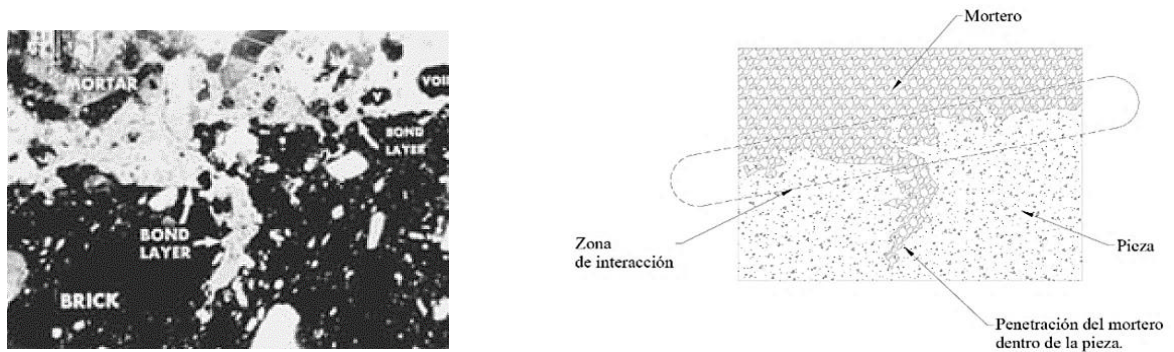 MORTAR
VOI
V
BOND
LAYER
BOND
LAYER
BRICK
Mortero
Zona
de interacción
Pieza
Penetración del mortero
dentro de la pieza.